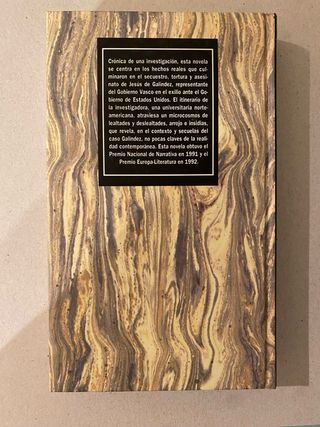 Crónica de una investigación, esta novela
se centra en los hechos reales que cul-
minaron en el secuestro, tortura y asesi-
nato de Jesús de Galíndez, representante
del Gobierno Vasco en el exilio ante el Go-
bierno de Estados Unidos. El itinerario de
la investigadora, una universitaria norte-
americana, atraviesa un microcosmos de
lealtades y deslealtades, arrojo e insidias,
que revela, en el contexto y secuelas del
caso Galíndez, no pocas claves de la reali-
dad contemporánea. Esta novela obtuvo el
Premio Nacional de Narrativa en 1991 y el
Premio Europa-Literatura en 1992.